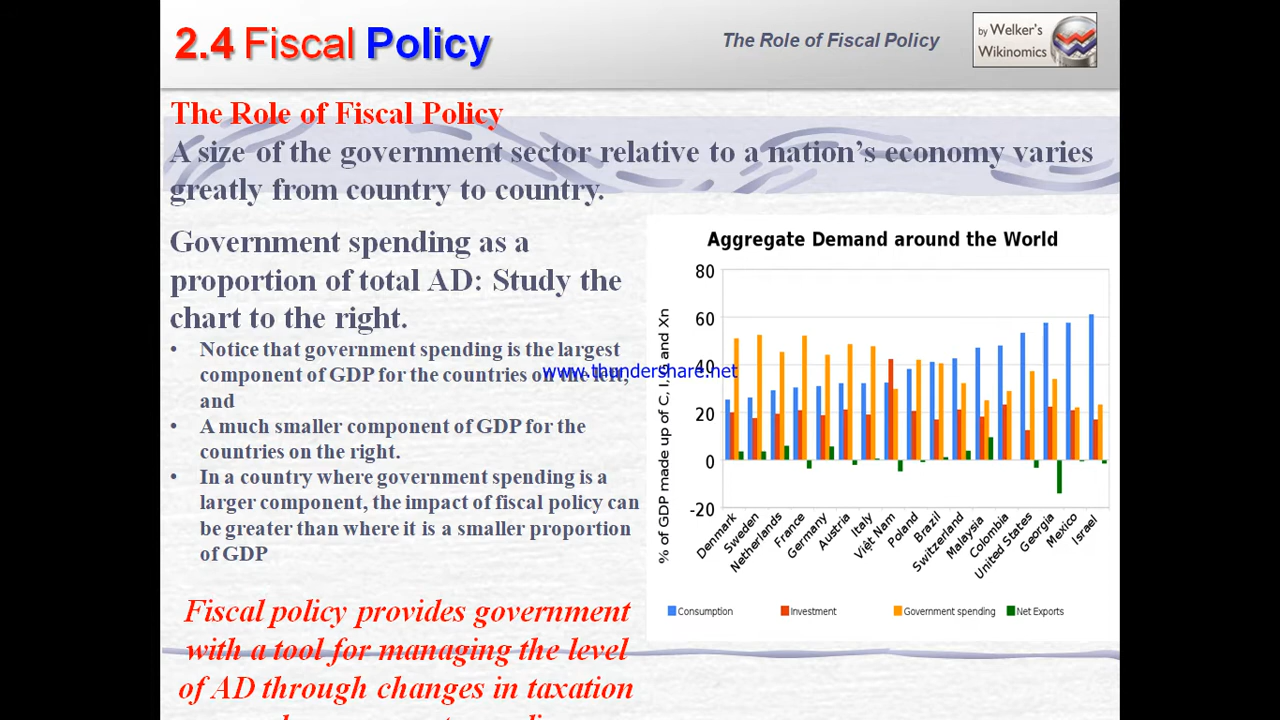 2.4 Fiscal Policy
The Role of Fiscal Policy
by Welker's
Wikinomics
The Role of Fiscal Policy
A size of the government sector relative to a nation's economy varies
greatly from country to country.
Government spending as a
proportion of total AD: Study the
chart to the right.
• Notice that government spending is the largest
component of GDP for the countries on the left,
and
• A much smaller component of GDP for the
countries on the right.
• In a country where government spending is a
larger component, the impact of fiscal policy can
be greater than where it is a smaller proportion
of GDP
Fiscal policy provides government
with a tool for managing the level
of AD through changes in taxation
www.thundershare.net
Aggregate Demand around the World
% of GDP made up of C, I, G and Xn
80
60
40
20
0
-20
Denmark
Sweden
Netherlands
France
Germany
Austria
Italy
Việt Nam
Poland
Brazil
Switzerland
Malaysia
Colombia
United States
Georgia
Mexico
Israel
Consumption
Investment
Government spending
Net Exports